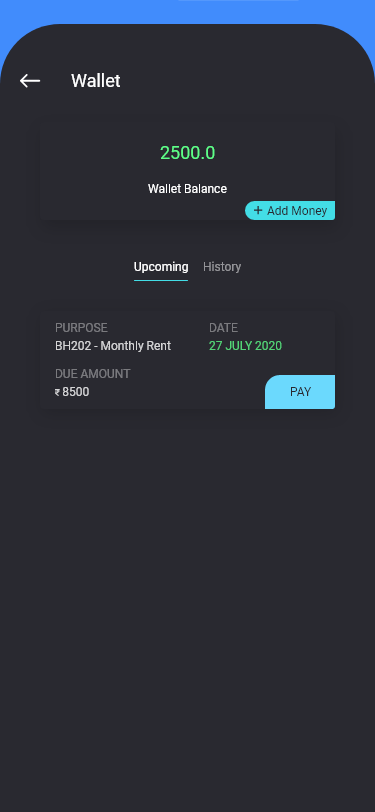 Wallet
2500.0
Wallet Balance
+ Add Money
Upcoming History
PURPOSE DATE
BH202 - Monthly Rent 27 JULY 2020
DUE AMOUNT
₹ 8500
PAY